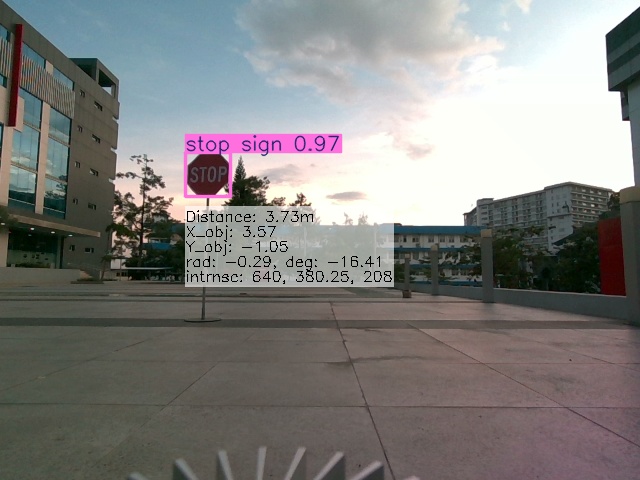 stop sign 0.97
STOP
Distance: 3.73m
X_obj: 3.57
Y_obj: -1.05
rad: -0.29, deg: -16.41
intrnsc: 640, 380.25, 208